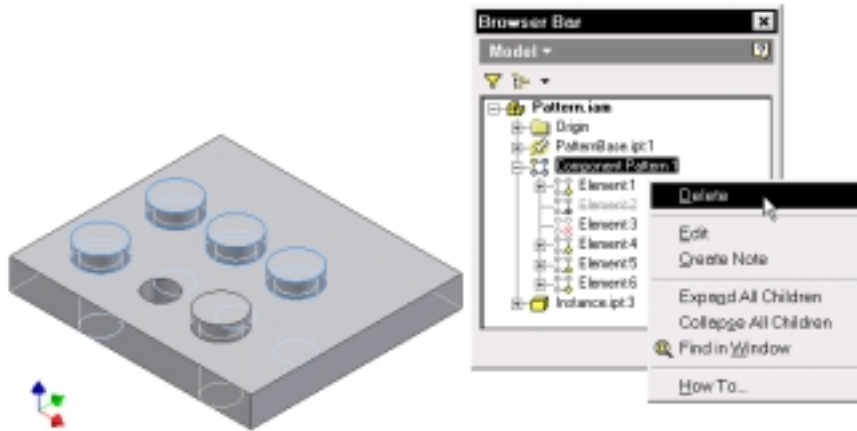 Browser Bar
Model
Pattern.iam
Origin
PatternBase.ipt:1
Component Pattern 1
Element:1
Element:2
Element:3
Element:4
Element:5
Element:6
Instance.ipt:3
Delete
Edit
Create Note
Expand All Children
Collapse All Children
Find in Window
How To...